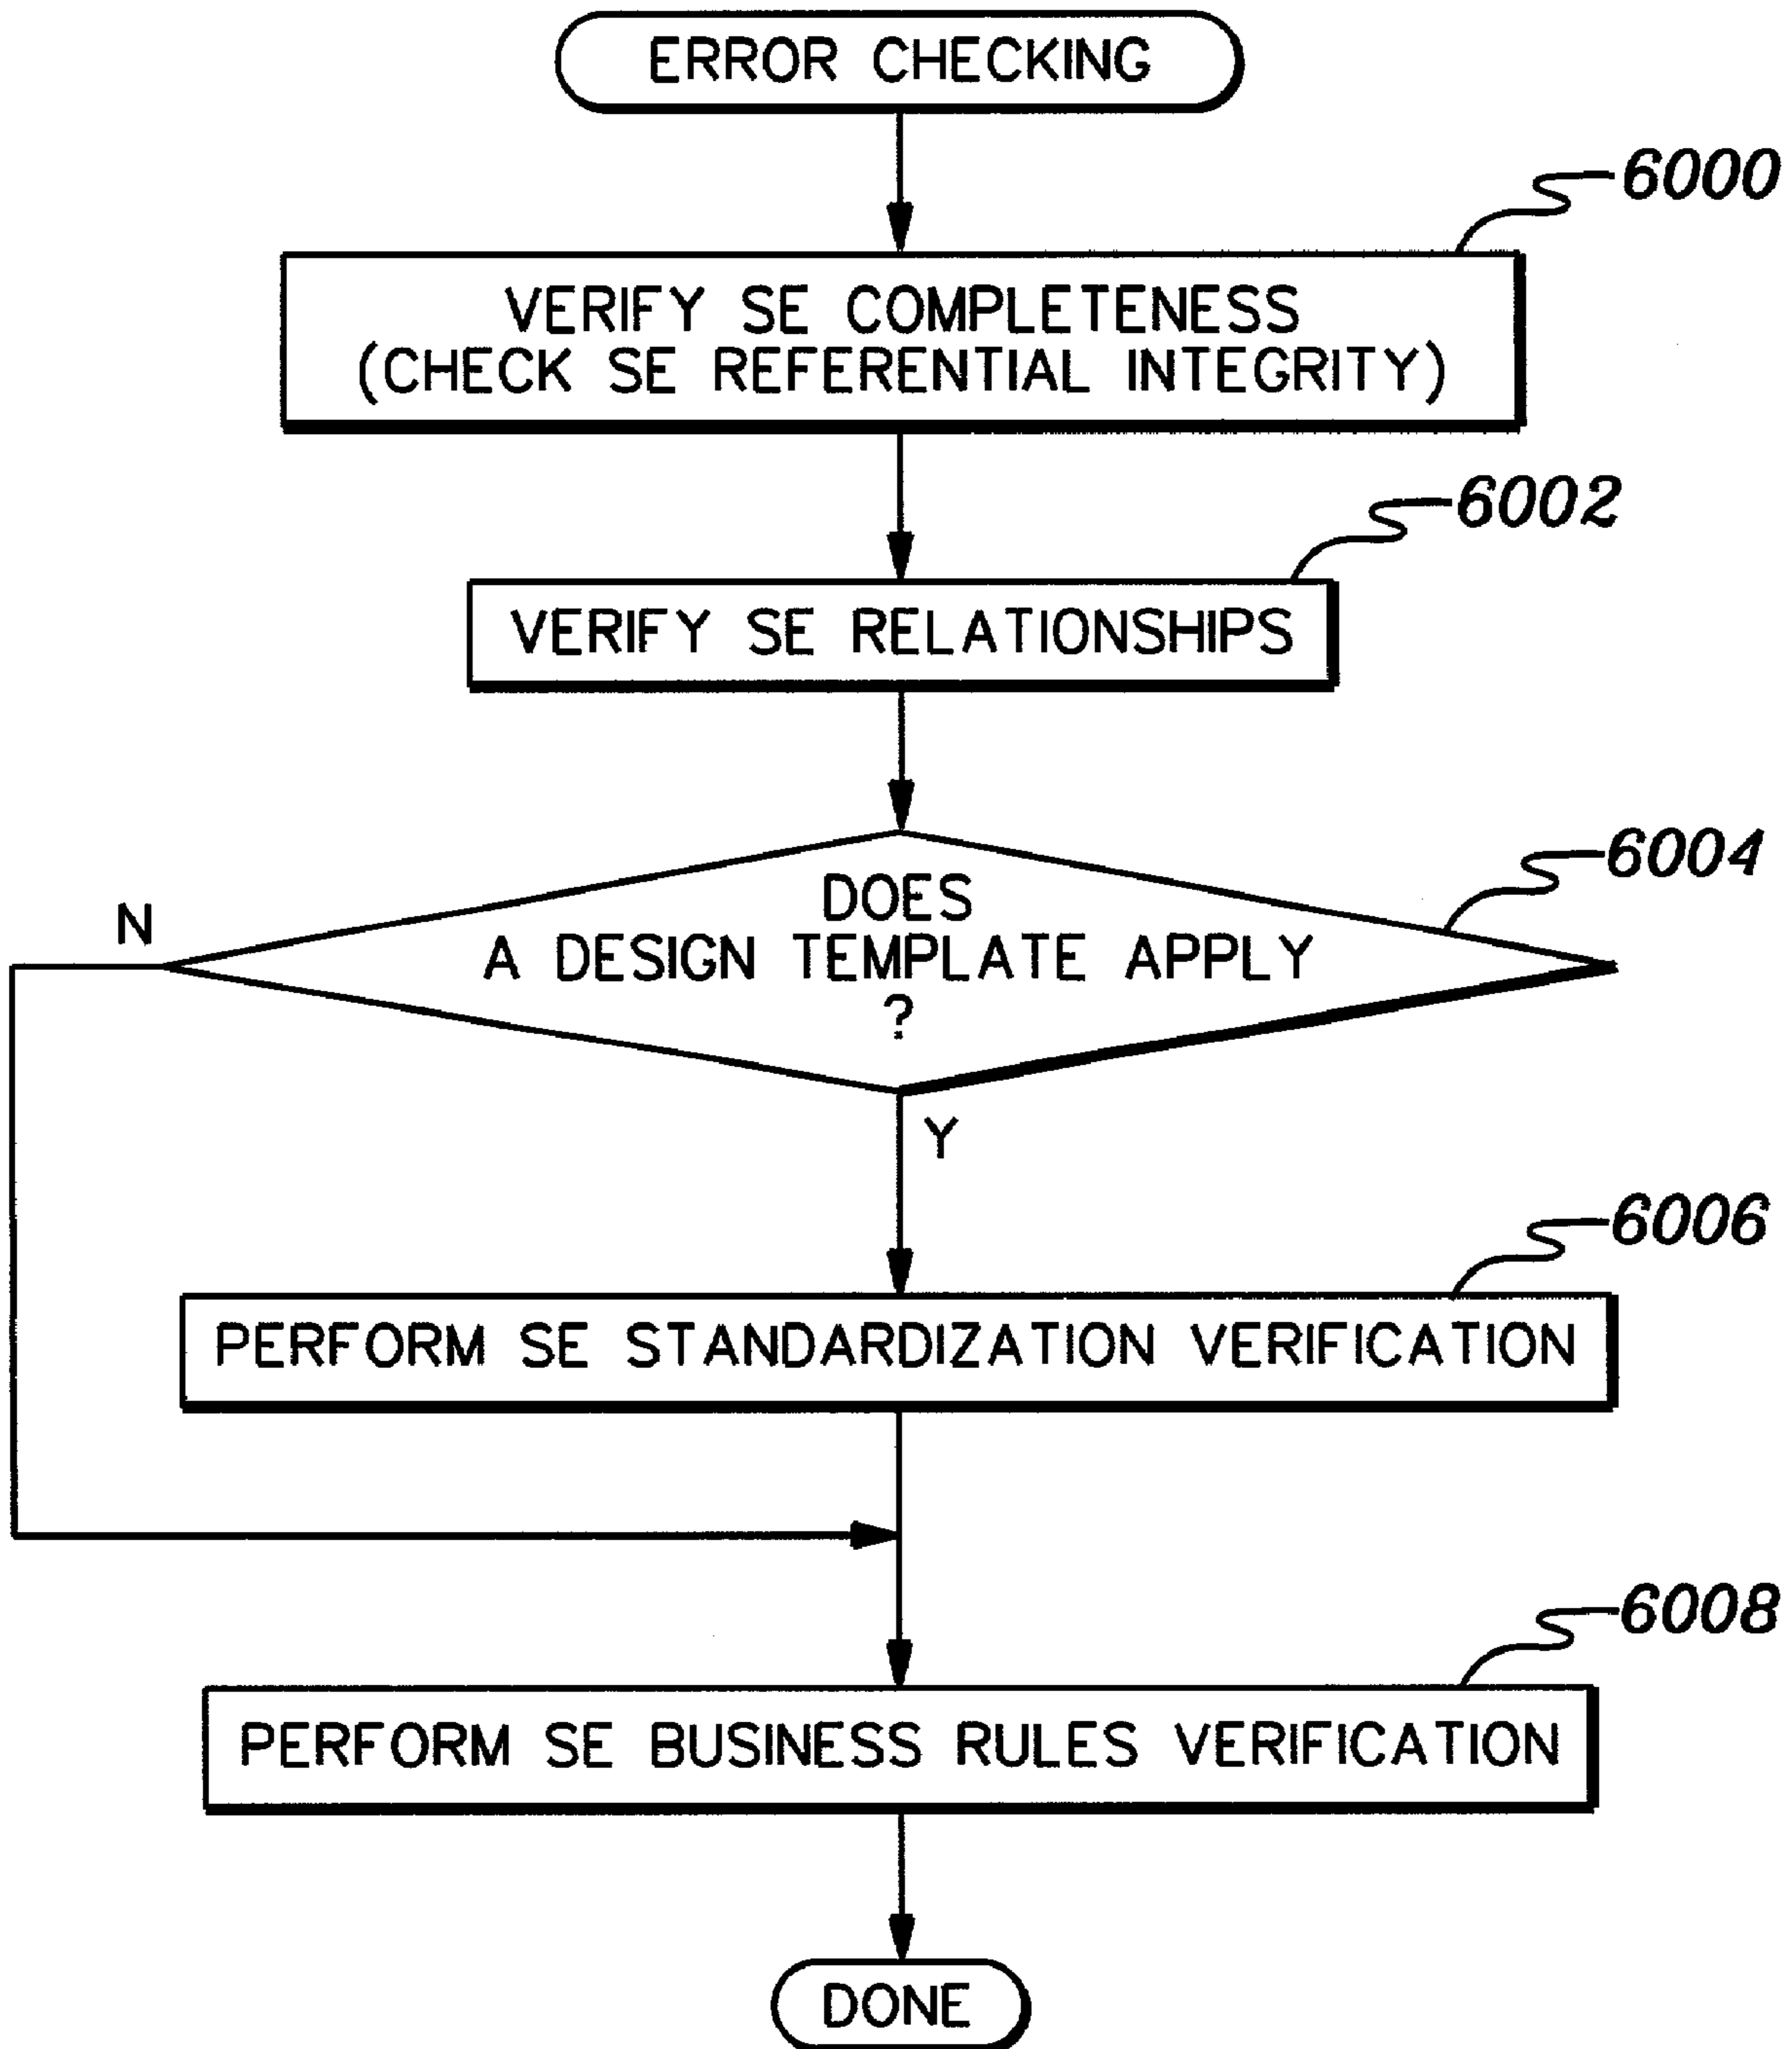 ERROR CHECKING
6000
VERIFY SE COMPLETENESS
(CHECK SE REFERENTIAL INTEGRITY)
6002
VERIFY SE RELATIONSHIPS
6004
DOES
A DESIGN TEMPLATE APPLY
?
N
Y
6006
PERFORM SE STANDARDIZATION VERIFICATION
6008
PERFORM SE BUSINESS RULES VERIFICATION
DONE